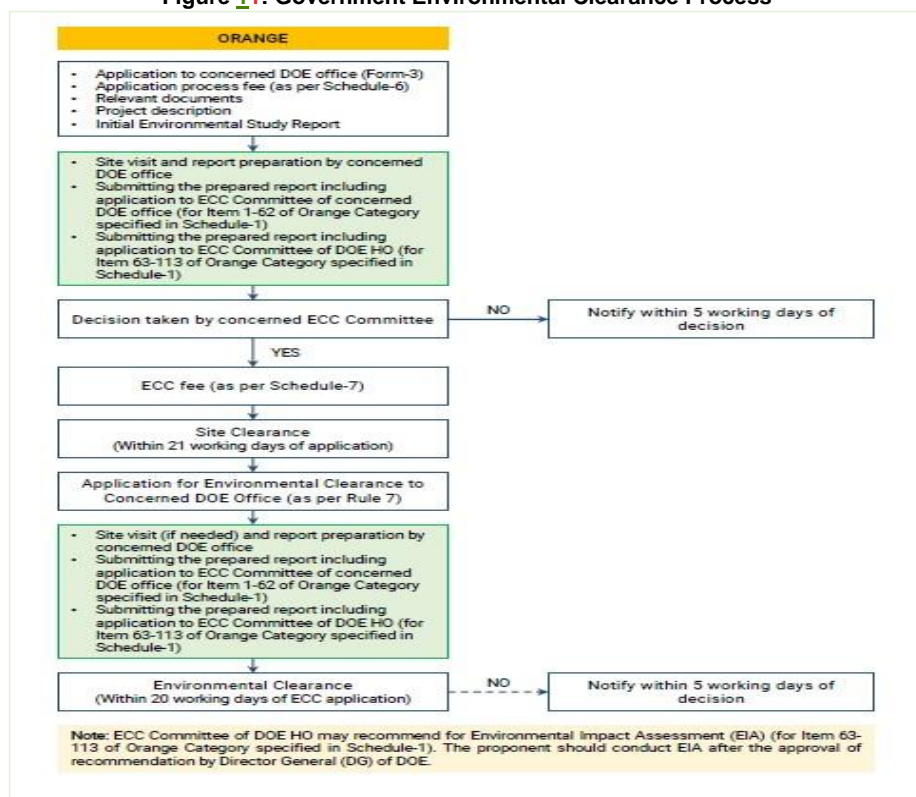 Figure 11: Government Environmental Clearance Process
ORANGE
• Application to concerned DOE office (Form-3)
• Application process fee (as per Schedule-6)
• Relevant documents
• Project description
• Initial Environmental Study Report
• Site visit and report preparation by concerned
DOE office
• Submitting the prepared report including
application to ECC Committee of concerned
DOE office (for Item 1-62 of Orange Category
specified in Schedule-1)
• Submitting the prepared report including
application to ECC Committee of DOE HO (for
Item 63-113 of Orange Category specified in
Schedule-1)
Decision taken by concerned ECC Committee
NO
Notify within 5 working days of
decision
YES
ECC fee (as per Schedule-7)
Site Clearance
(Within 21 working days of application)
Application for Environmental Clearance to
Concerned DOE Office (as per Rule 7)
• Site visit (if needed) and report preparation by
concerned DOE office
• Submitting the prepared report including
application to ECC Committee of concerned
DOE office (for Item 1-62 of Orange Category
specified in Schedule-1)
• Submitting the prepared report including
application to ECC Committee of DOE HO (for
Item 63-113 of Orange Category specified in
Schedule-1)
Environmental Clearance
(Within 20 working days of ECC application)
NO
Notify within 5 working days of
decision
Note: ECC Committee of DOE HO may recommend for Environmental Impact Assessment (EIA) (for Item 63-
113 of Orange Category specified in Schedule-1). The proponent should conduct EIA after the approval of
recommendation by Director General (DG) of DOE.